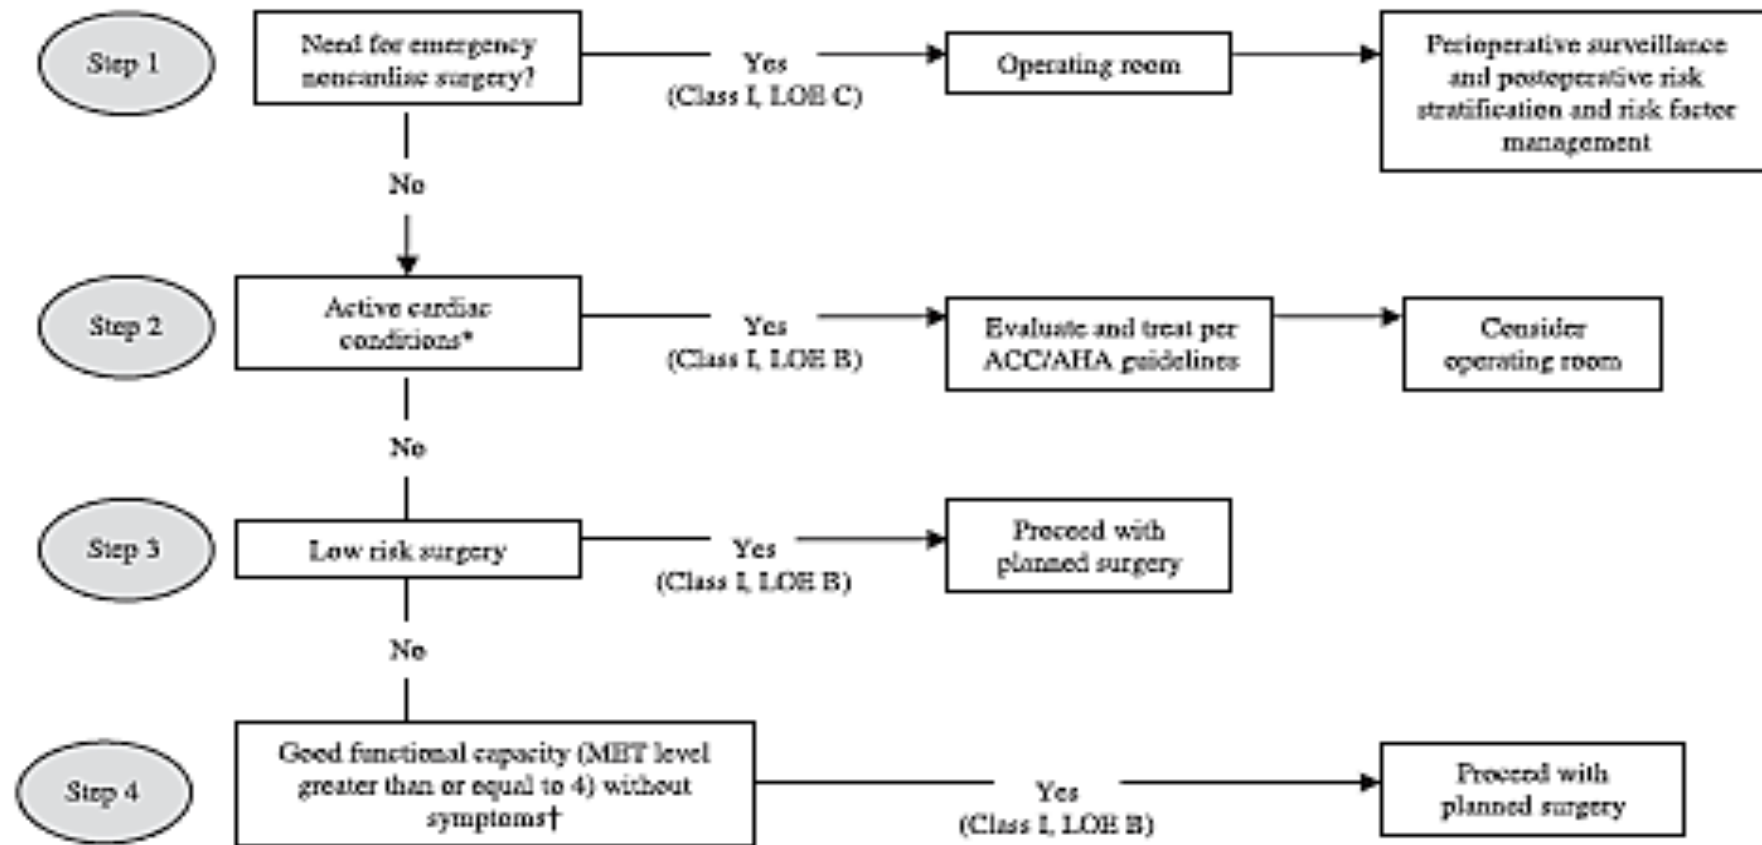 Step 1
Need for emergency
noncardiac surgery?
Yes
(Class I, LOE C)
Operating room
Perioperative surveillance
and postoperative risk
stratification and risk factor
management
No
Step 2
Active cardiac
conditions*
Yes
(Class I, LOE B)
Evaluate and treat per
ACC/AHA guidelines
Consider
operating room
No
Step 3
Low risk surgery
Yes
(Class I, LOE B)
Proceed with
planned surgery
No
Step 4
Good functional capacity (MET level
greater than or equal to 4) without
symptoms†
Yes
(Class I, LOE B)
Proceed with
planned surgery